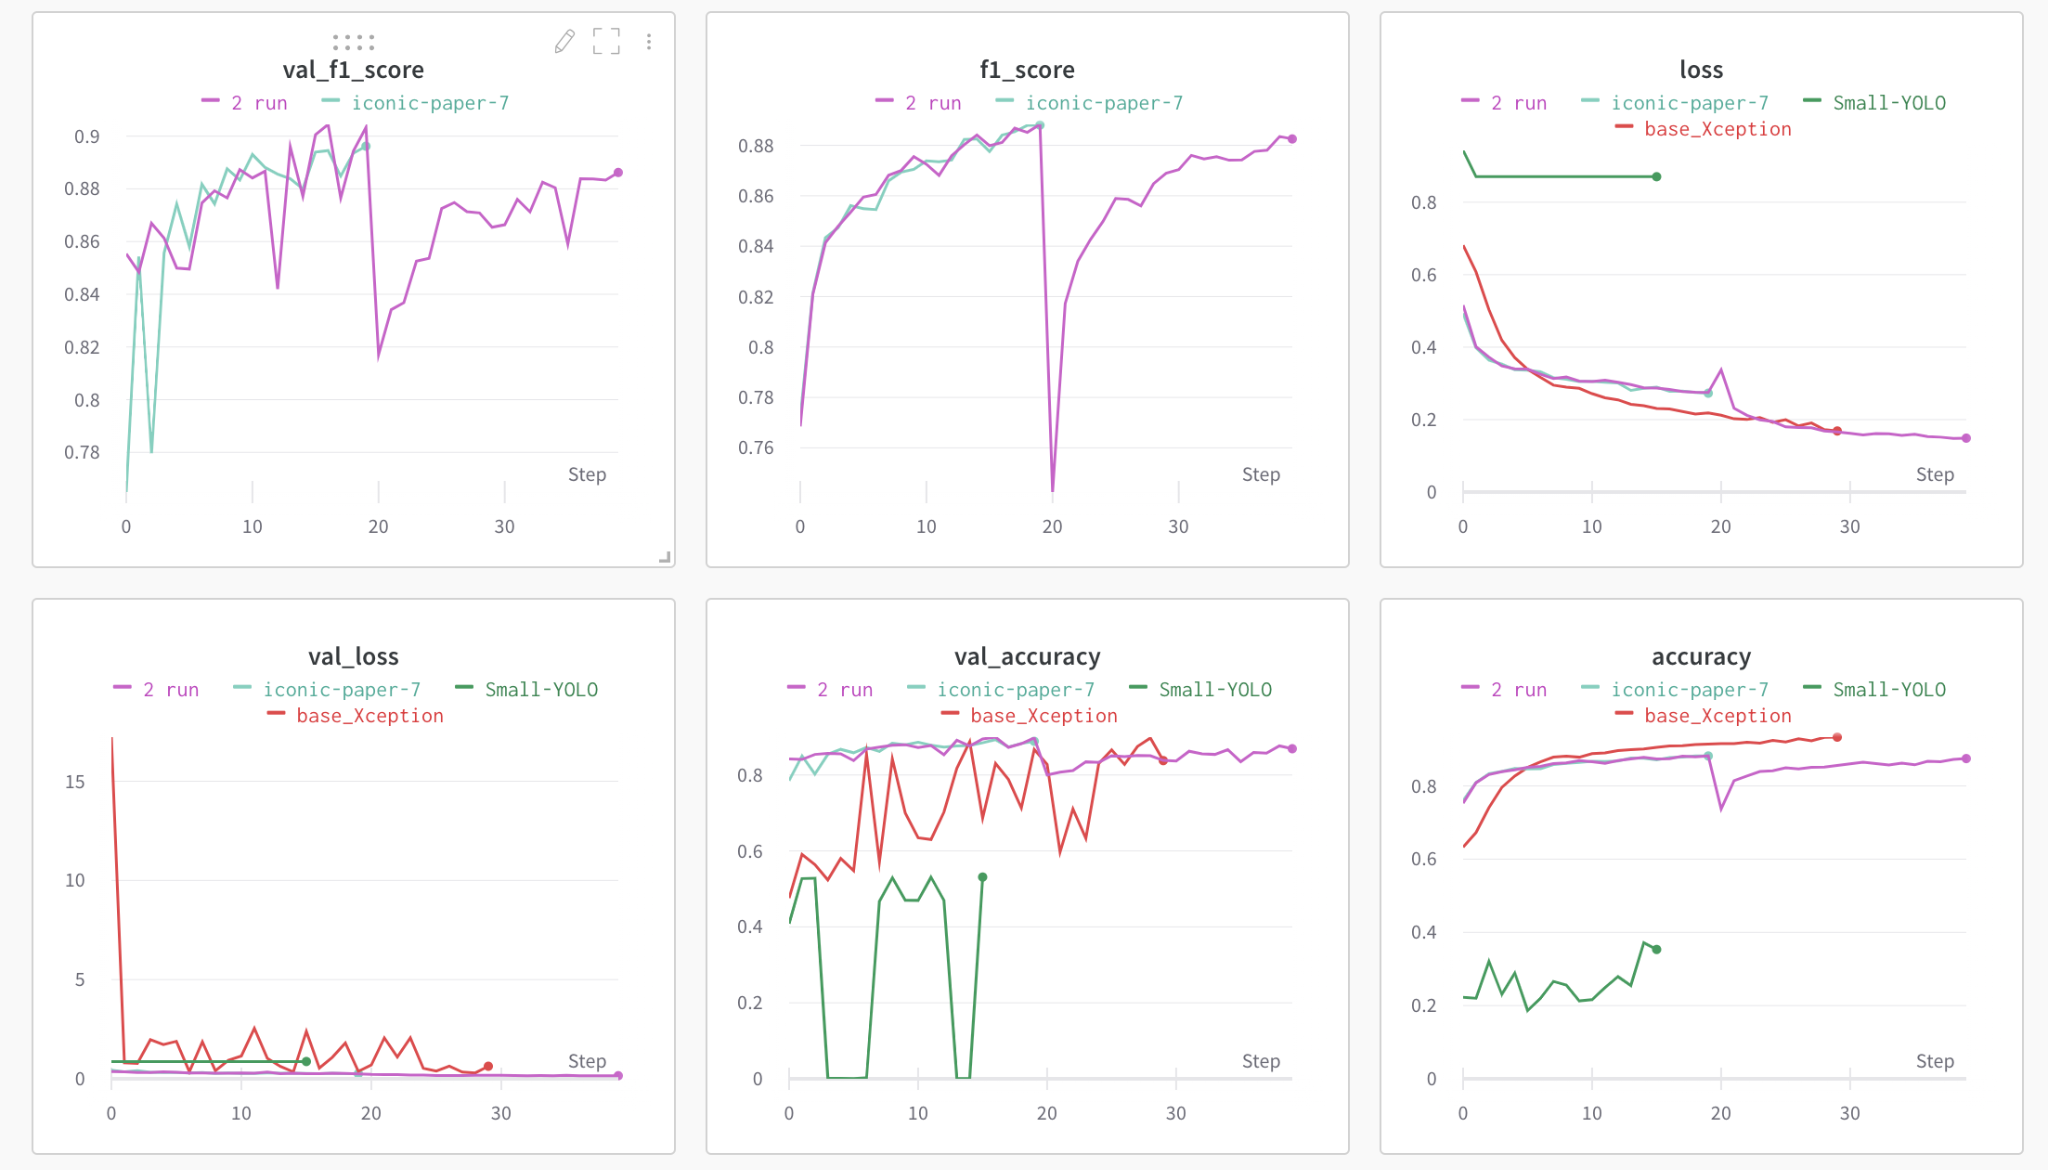 val_f1_score
2 run iconic-paper-7
0.9
0.88
0.86
0.84
0.82
0.8
0.78
Step
0 10 20 30
f1_score
2 run iconic-paper-7
0.88
0.86
0.84
0.82
0.8
0.78
0.76
Step
0 10 20 30
loss
2 run iconic-paper-7 Small-YOLO
base_Xception
0.8
0.6
0.4
0.2
0
Step
0 10 20 30
val_loss
2 run iconic-paper-7 Small-YOLO
base_Xception
15
10
5
0
Step
0 10 20 30
val_accuracy
2 run iconic-paper-7 Small-YOLO
base_Xception
0.8
0.6
0.4
0.2
0
Step
0 10 20 30
accuracy
2 run iconic-paper-7 Small-YOLO
base_Xception
0.8
0.6
0.4
0.2
0
Step
0 10 20 30